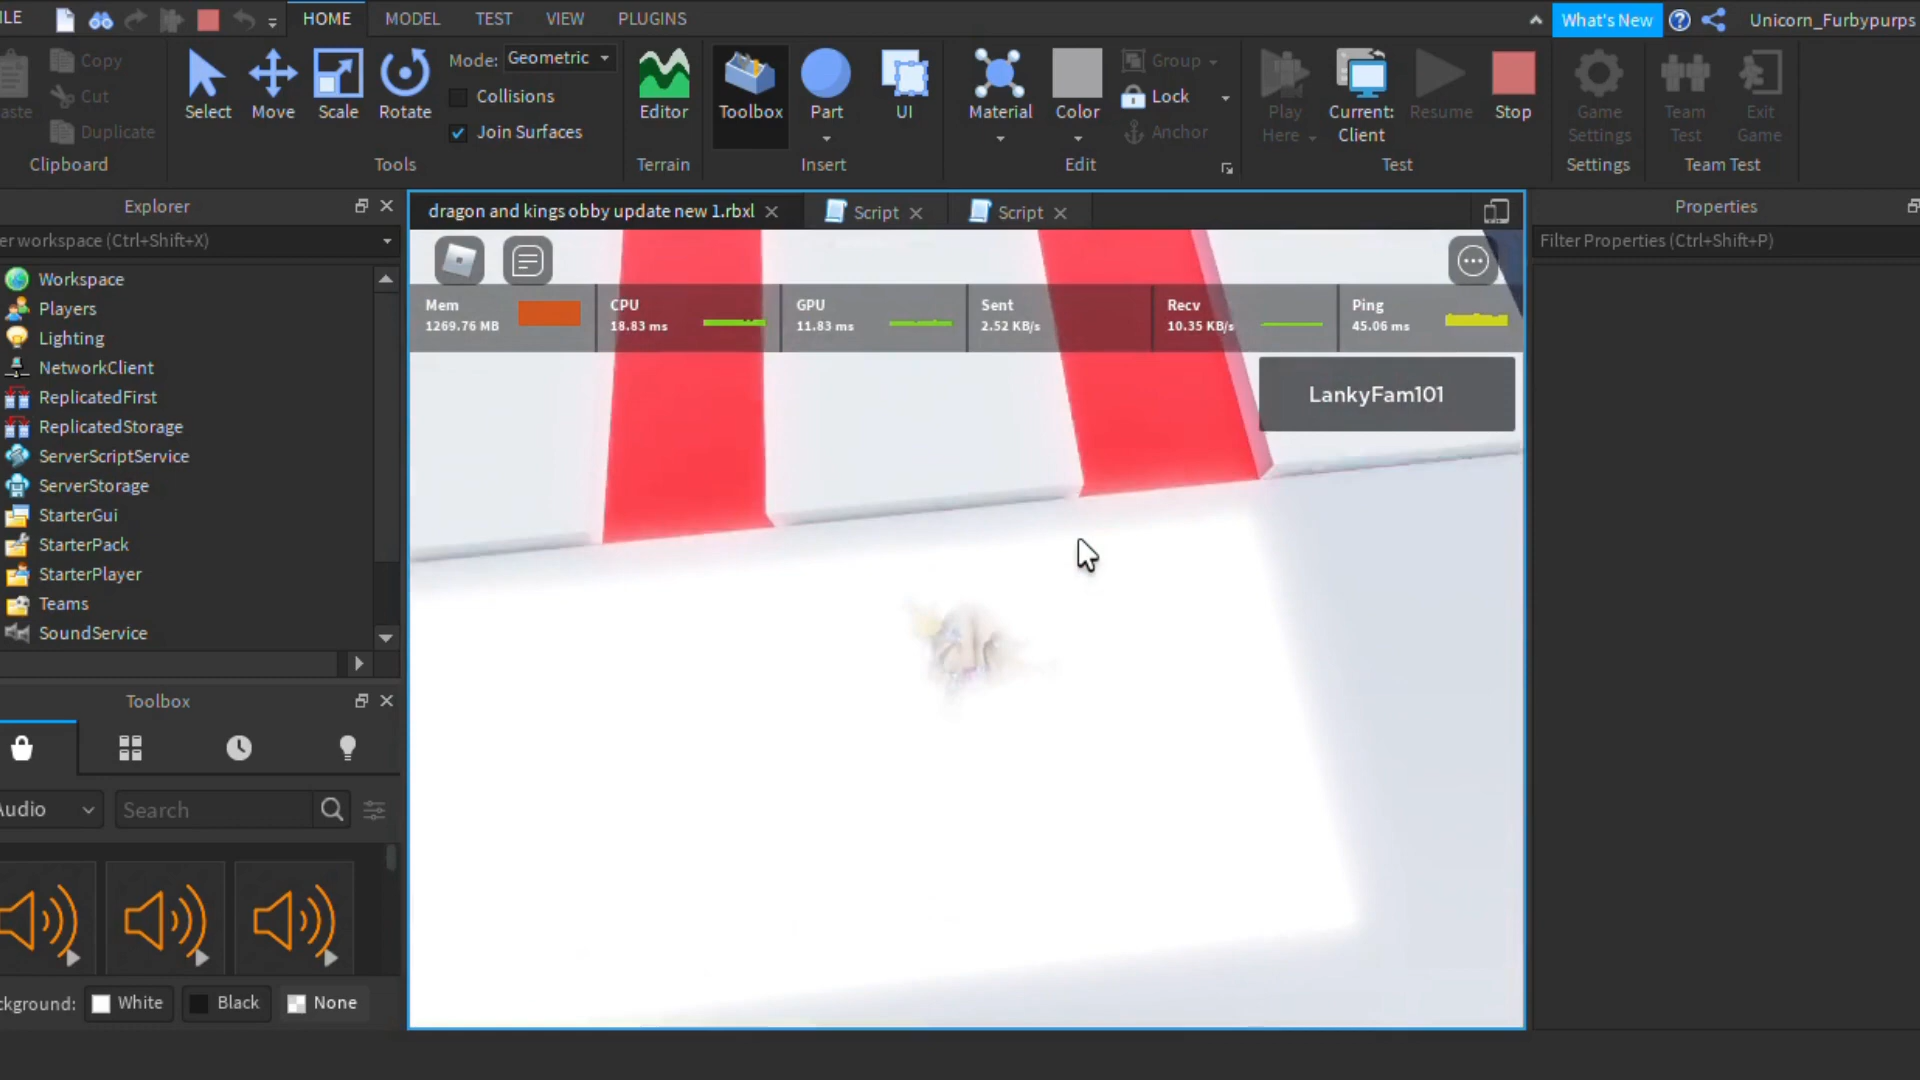 ILE HOME MODEL TEST VIEW PLUGINS What's New Unicorn_Furbypurps
Copy
Cut
Duplicate
aste
Clipboard
Select Move Scale Rotate
Mode: Geometric
Collisions
Join Surfaces
Tools
Editor
Terrain
Toolbox Part UI
Insert
Material Color
Group
Lock
Anchor
Edit
Play Here
Current: Client
Resume Stop
Test
Game Settings
Settings
Team Test
Exit Game
Team Test
Explorer
er workspace (Ctrl+Shift+X)
Workspace
Players
Lighting
NetworkClient
ReplicatedFirst
ReplicatedStorage
ServerScriptService
ServerStorage
StarterGui
StarterPack
StarterPlayer
Teams
SoundService
Toolbox
Audio Search
ckground: White Black None
dragon and kings obby update new 1.rbxl Script Script
Mem CPU GPU Sent Recv Ping
1269.76 MB 18.83 ms 11.83 ms 2.52 KB/s 10.35 KB/s 45.06 ms
LankyFam101
Properties
Filter Properties (Ctrl+Shift+P)